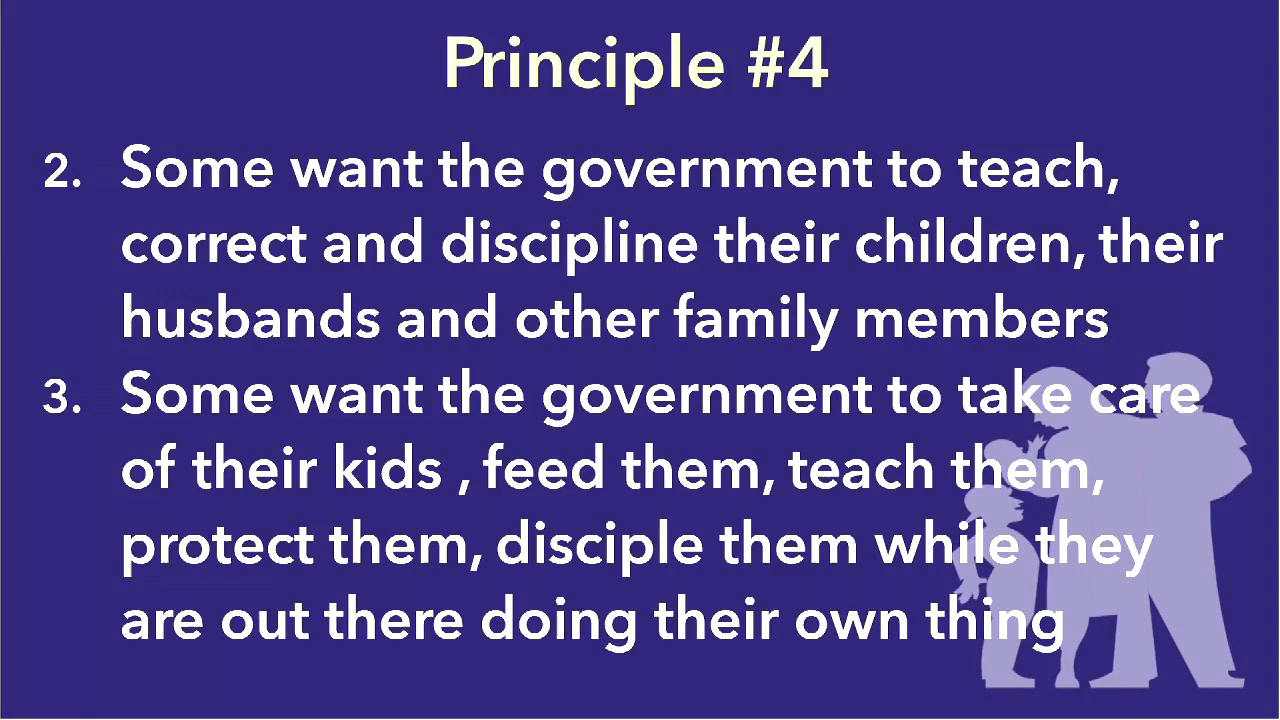 Principle #4
2. Some want the government to teach,
correct and discipline their children, their
husbands and other family members
3. Some want the government to take care
of their kids , feed them, teach them,
protect them, disciple them while they
are out there doing their own thing